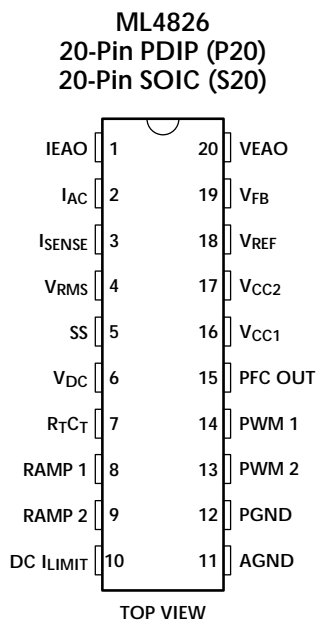 ML4826
20-Pin PDIP (P20)
20-Pin SOIC (S20)
IEAO 1 20 VEAO
IAC 2 19 VFB
ISENSE 3 18 VREF
VRMS 4 17 VCC2
SS 5 16 VCC1
VDC 6 15 PFC OUT
RTCT 7 14 PWM 1
RAMP 1 8 13 PWM 2
RAMP 2 9 12 PGND
DC ILIMIT 10 11 AGND
TOP VIEW